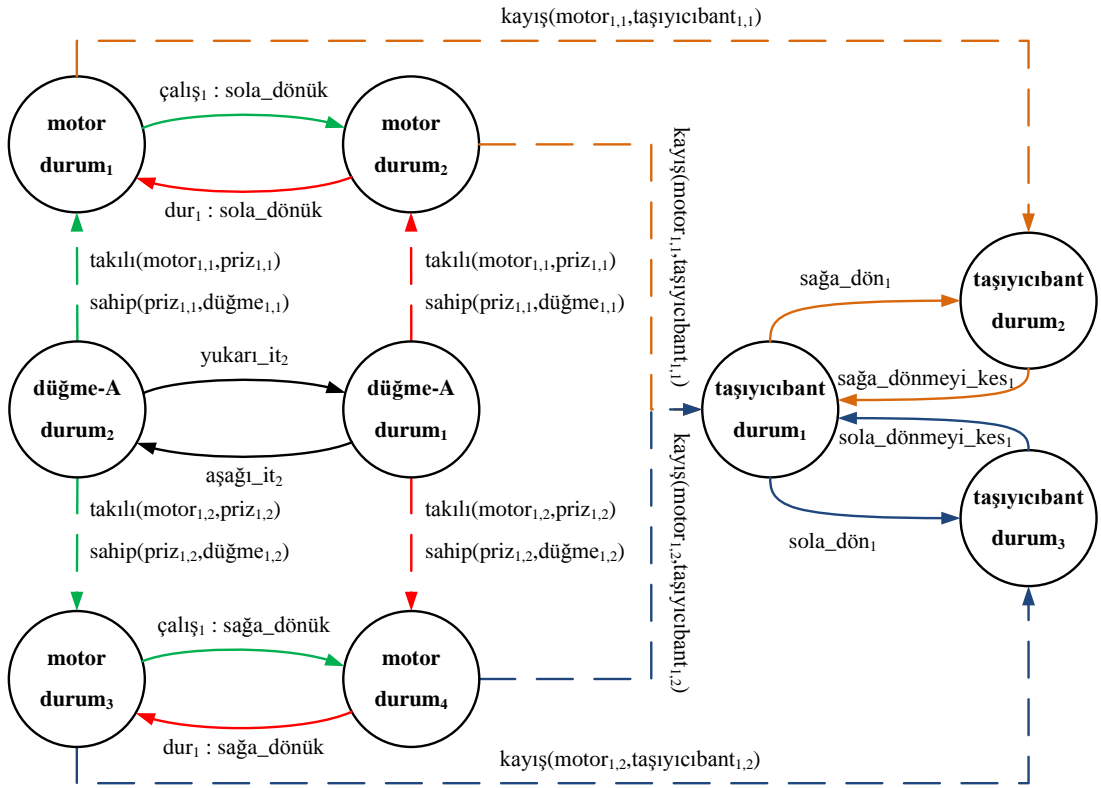 kayış(motor₁,₁,taşıyıcıbant₁,₁)
motor
durum₁
çalış₁ : sola_dönük
motor
durum₂
dur₁ : sola_dönük
kayış(motor₁,₁,taşıyıcıbant₁,₁)
takılı(motor₁,₁,priz₁,₁)
sahip(priz₁,₁,düğme₁,₁)
takılı(motor₁,₁,priz₁,₁)
sahip(priz₁,₁,düğme₁,₁)
sağa_dön₁
taşıyıcıbant
durum₂
düğme-A
durum₂
yukarı_it₂
düğme-A
durum₁
aşağı_it₂
taşıyıcıbant
durum₁
sağa_dönmeyi_kes₁
sola_dönmeyi_kes₁
kayış(motor₁,₂,taşıyıcıbant₁,₂)
takılı(motor₁,₂,priz₁,₂)
sahip(priz₁,₂,düğme₁,₂)
takılı(motor₁,₂,priz₁,₂)
sahip(priz₁,₂,düğme₁,₂)
sola_dön₁
taşıyıcıbant
durum₃
motor
durum₃
çalış₁ : sağa_dönük
motor
durum₄
dur₁ : sağa_dönük
kayış(motor₁,₂,taşıyıcıbant₁,₂)